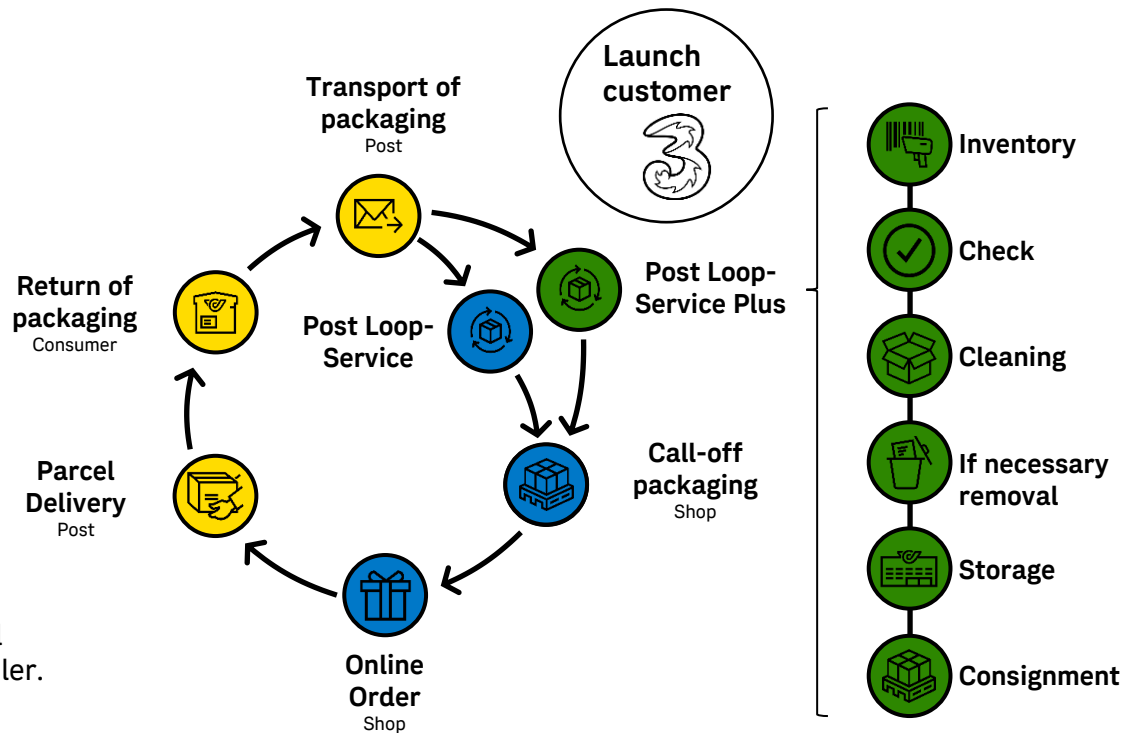 Launch
customer
3
Transport of
packaging
Post
Return of
packaging
Consumer
Post Loop-
Service
Post Loop-
Service Plus
Parcel
Delivery
Post
Call-off
packaging
Shop
Online
Order
Shop
ler.
Inventory
Check
Cleaning
If necessary
removal
Storage
Consignment